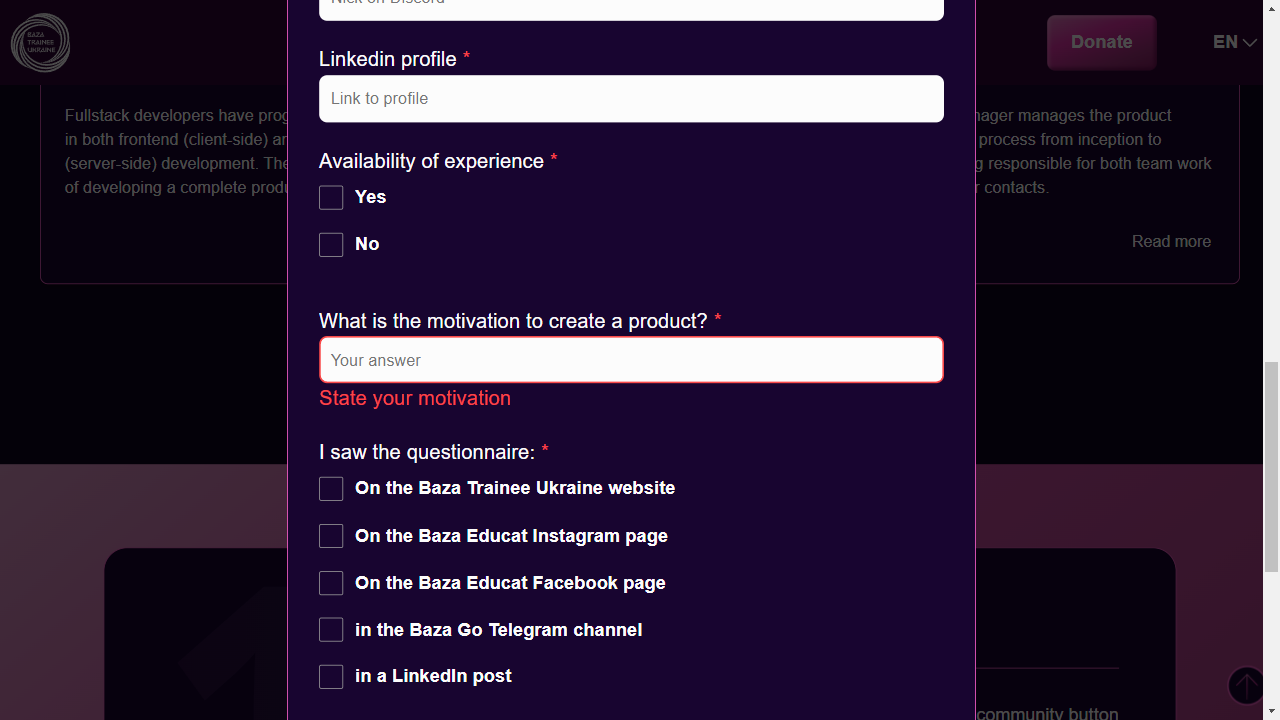 Nick on Discord
BAZA
TRAINEE
UKRAINE
Donate
EN
Linkedin profile *
Link to profile
Fullstack developers have prog
in both frontend (client-side) an
(server-side) development. The
of developing a complete produ
nager manages the product
process from inception to
g responsible for both team work
r contacts.
Read more
Availability of experience *
Yes
No
What is the motivation to create a product? *
Your answer
State your motivation
I saw the questionnaire: *
On the Baza Trainee Ukraine website
On the Baza Educat Instagram page
On the Baza Educat Facebook page
in the Baza Go Telegram channel
in a LinkedIn post
1
community button